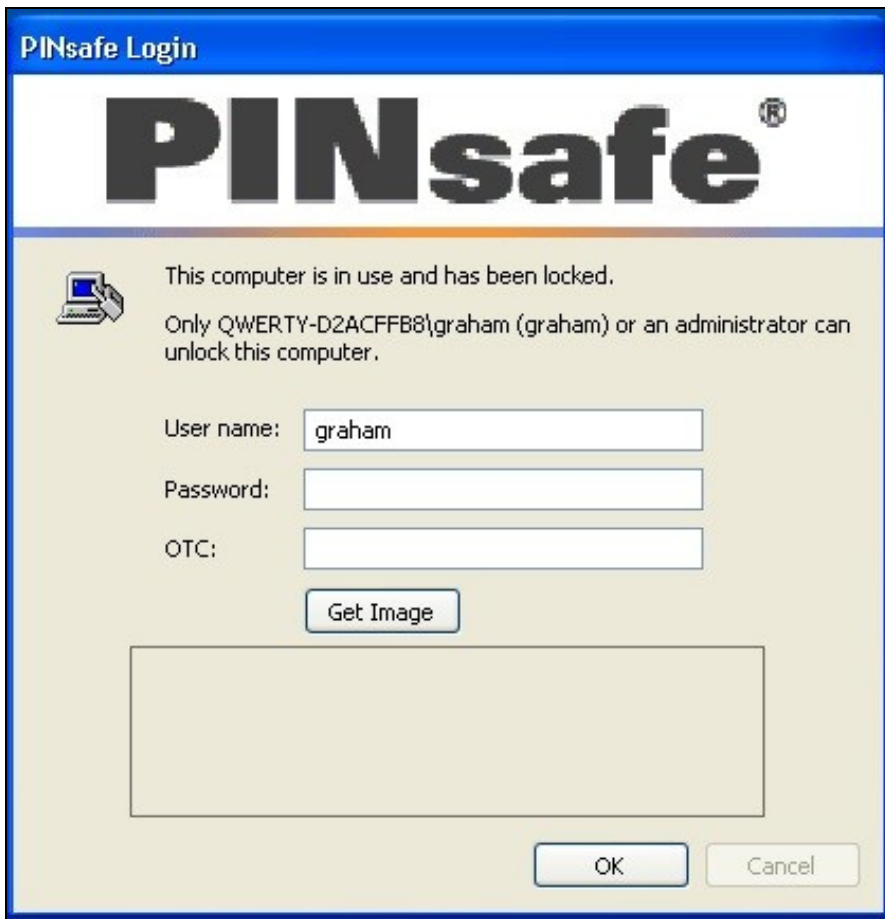 PINsafe Login
PINsafe®
This computer is in use and has been locked.
Only QWERTY-D2ACFFB8\graham (graham) or an administrator can
unlock this computer.
User name: graham
Password:
OTC:
Get Image
OK Cancel